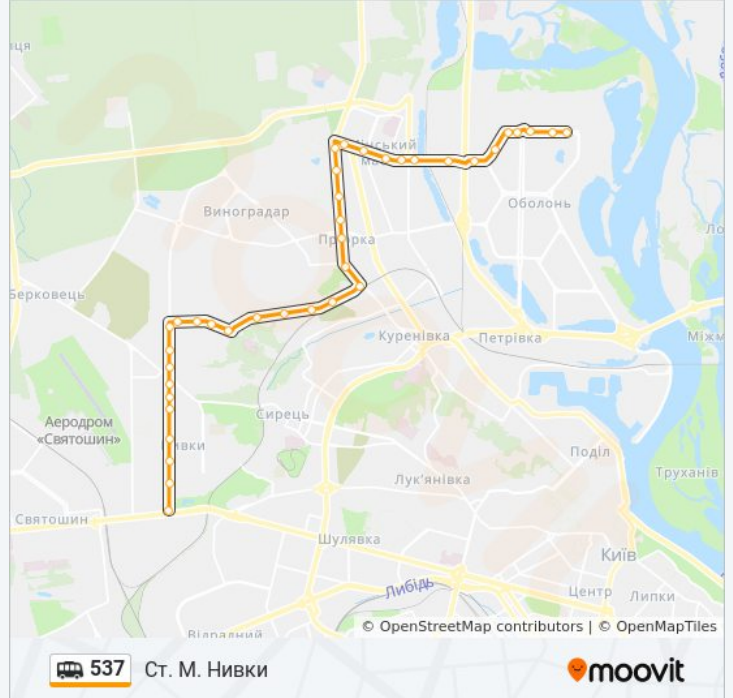 Мінський
Виноградар
Оболонь
Пріорка
Берковець
Куренівка
Петрівка
Аеродром
«Святошин»
Сирець
Нивки
Поділ
Лук'янівка
Труханів
Святошин
Шулявка
Київ
Либідь
Центр
Липки
Відрадний
© OpenStreetMap contributors | © OpenMapTiles
537 Ст. М. Нивки
moovit